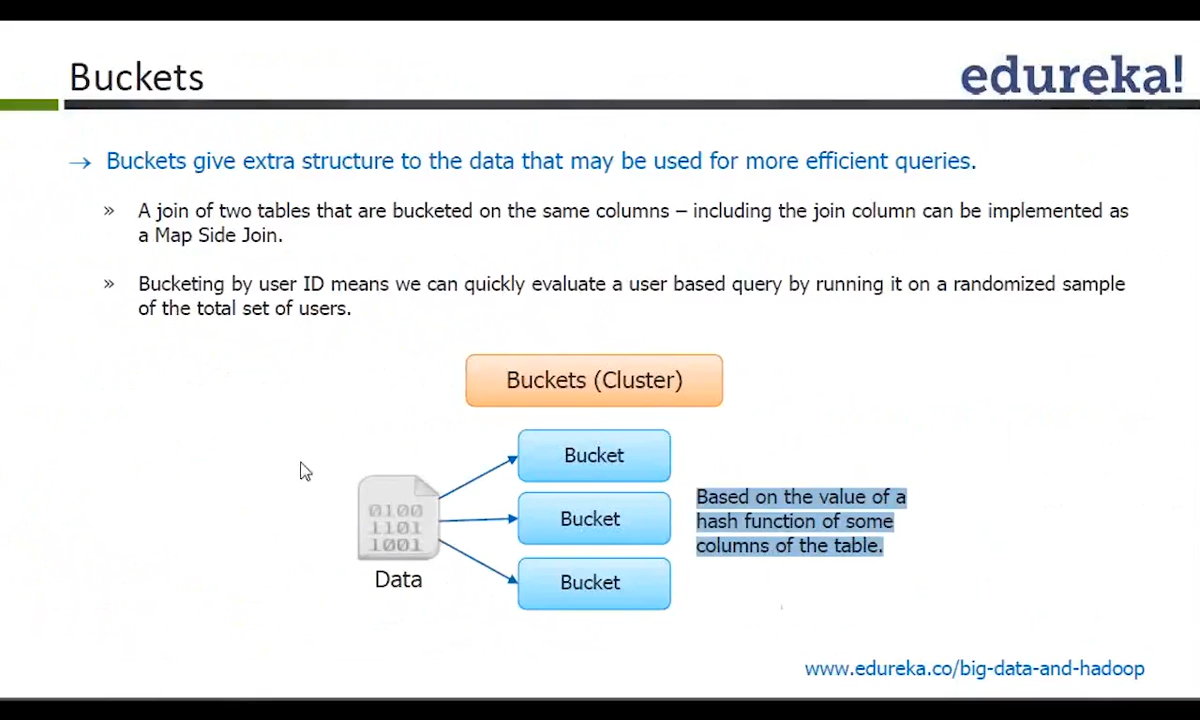 Buckets
edureka!
→ Buckets give extra structure to the data that may be used for more efficient queries.
» A join of two tables that are bucketed on the same columns – including the join column can be implemented as
a Map Side Join.
» Bucketing by user ID means we can quickly evaluate a user based query by running it on a randomized sample
of the total set of users.
Buckets (Cluster)
Bucket
Bucket
Bucket
0100
1101
1001
Data
Based on the value of a
hash function of some
columns of the table.
www.edureka.co/big-data-and-hadoop